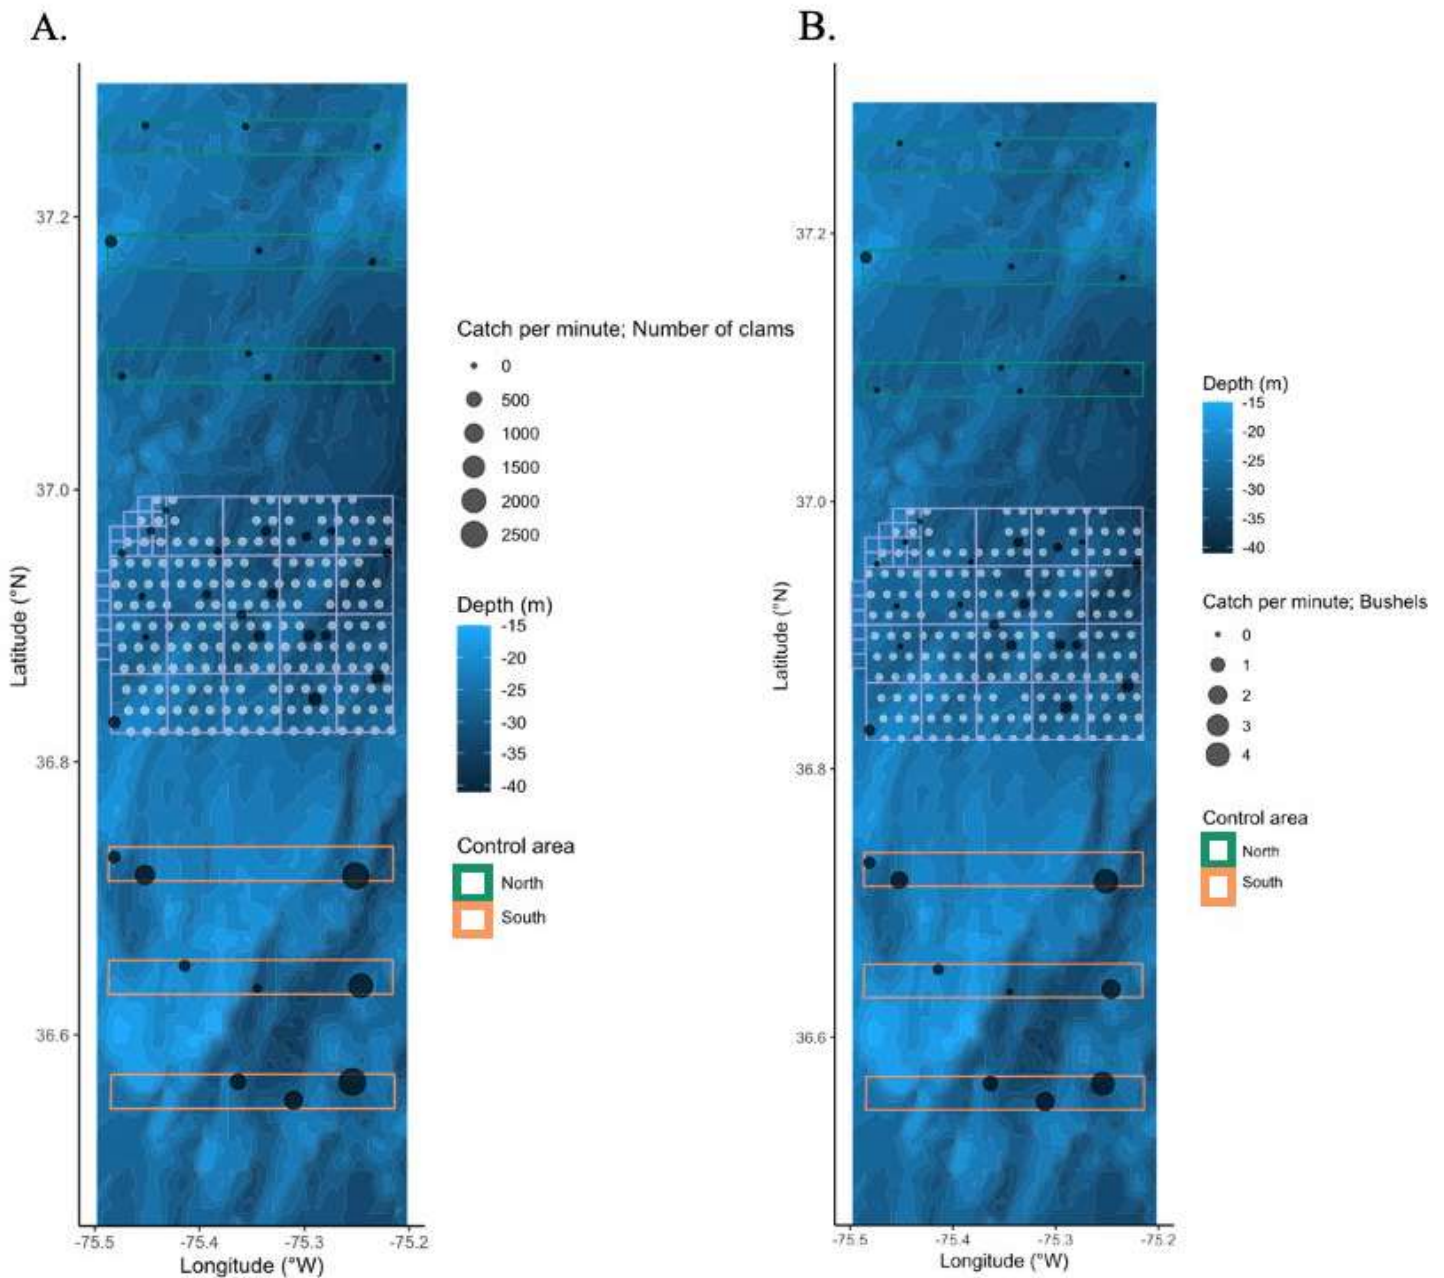 A.
37.2
37.0
36.8
36.6
Latitude (°N)
-75.5
-75.4
-75.3
-75.2
Longitude (°W)
Catch per minute; Number of clams
0
500
1000
1500
2000
2500
Depth (m)
-15
-20
-25
-30
-35
-40
Control area
North
South
B.
37.2
37.0
36.8
36.6
Latitude (°N)
-75.5
-75.4
-75.3
-75.2
Longitude (°W)
Depth (m)
-15
-20
-25
-30
-35
-40
Catch per minute; Bushels
0
1
2
3
4
Control area
North
South